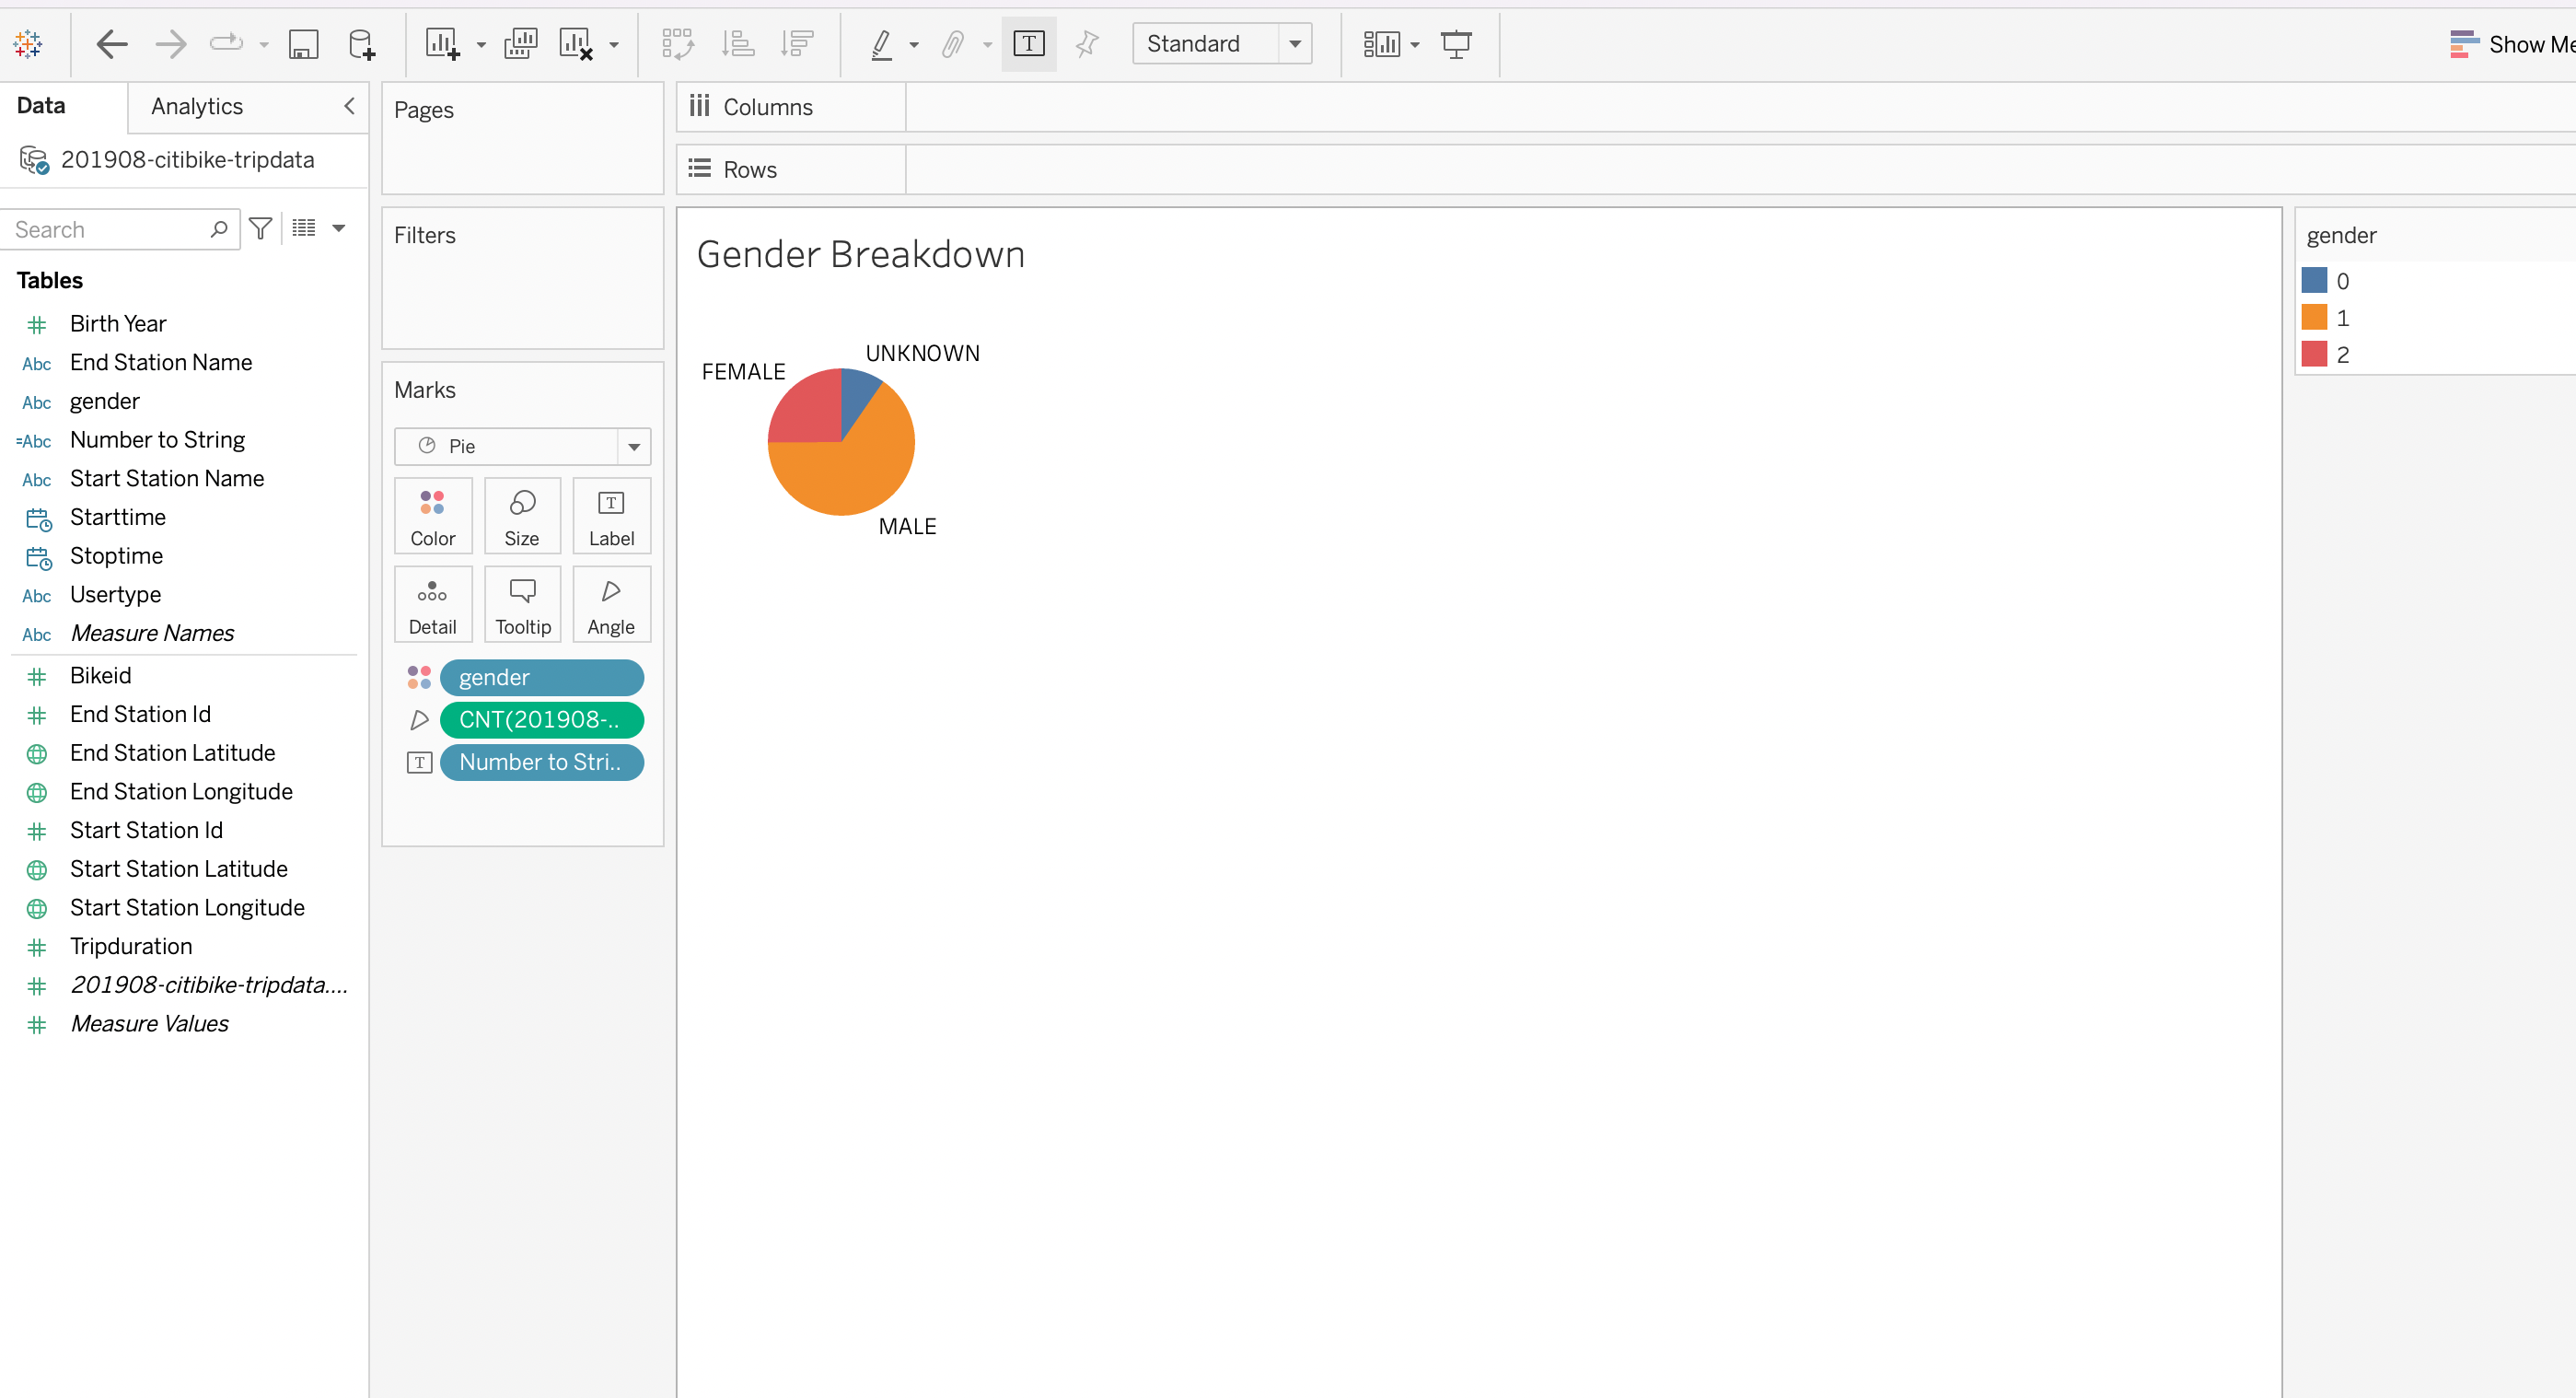 Standard
Show Me
Data
Analytics
201908-citibike-tripdata
Search
Tables
Birth Year
Abc End Station Name
Abc gender
=Abc Number to String
Abc Start Station Name
Starttime
Stoptime
Abc Usertype
Abc Measure Names
Bikeid
End Station Id
End Station Latitude
End Station Longitude
Start Station Id
Start Station Latitude
Start Station Longitude
Tripduration
201908-citibike-tripdata....
Measure Values
Pages
Filters
Marks
Pie
Color Size T Label
Detail Tooltip Angle
gender
CNT(201908-..
T Number to Stri..
Columns
Rows
Gender Breakdown
UNKNOWN
FEMALE
MALE
gender
0
1
2